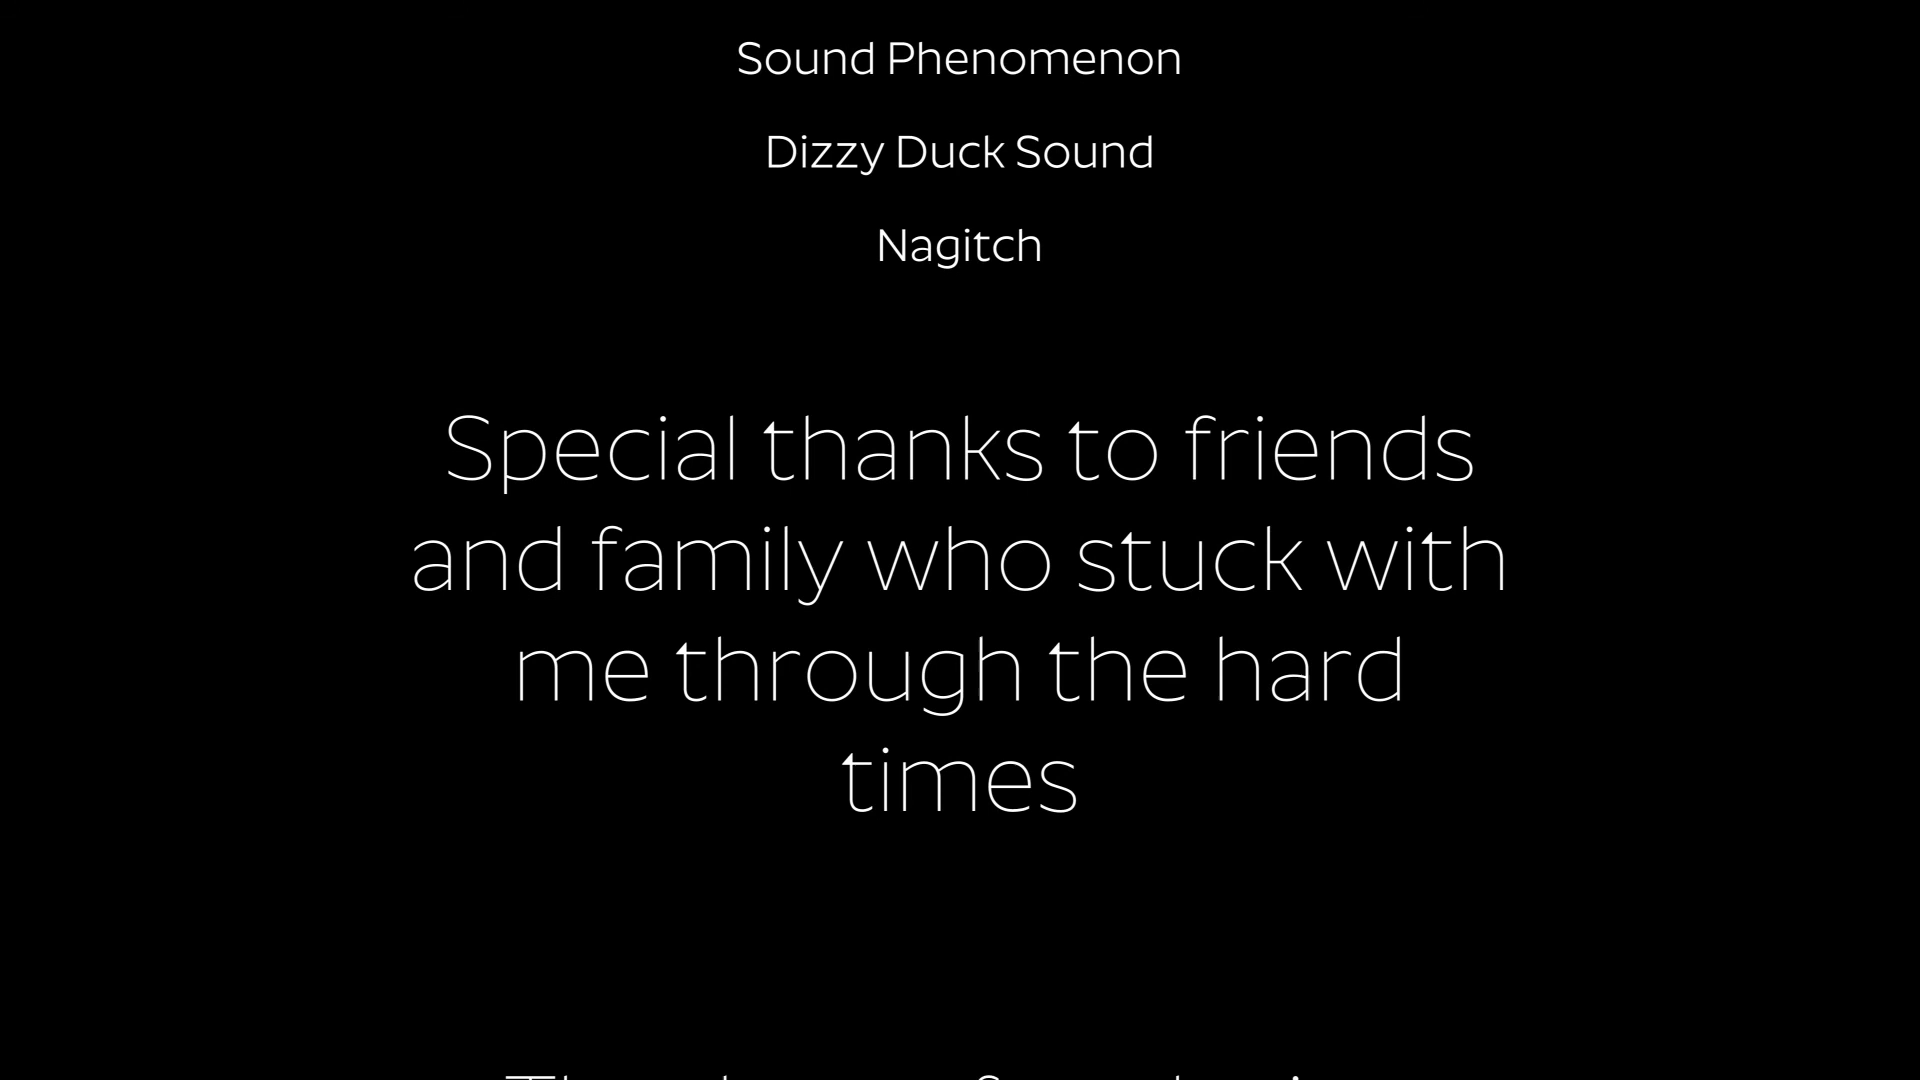 Sound Phenomenon
Dizzy Duck Sound
Nagitch
Special thanks to friends
and family who stuck with
me through the hard
times